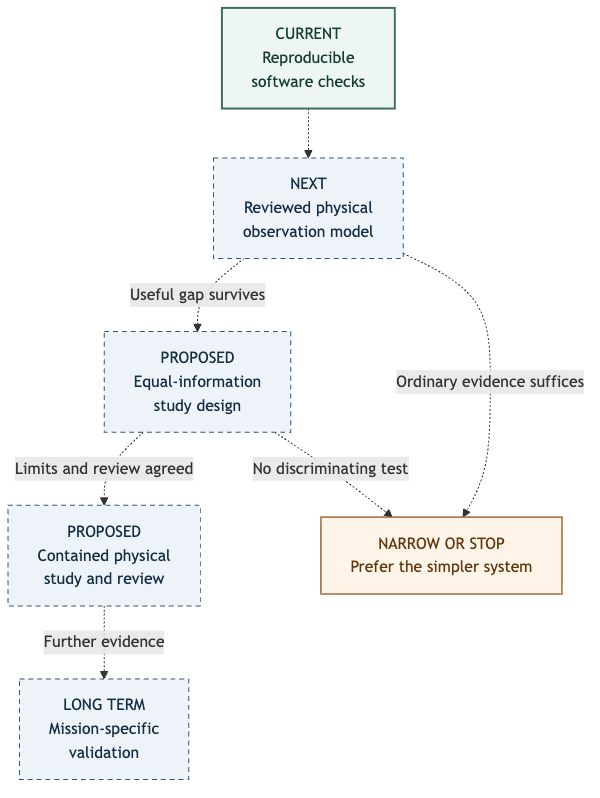 CURRENT
Reproducible
software checks
NEXT
Reviewed physical
observation model
Useful gap survives
PROPOSED
Equal-information
study design
Ordinary evidence suffices
Limits and review agreed
No discriminating test
PROPOSED
Contained physical
study and review
NARROW OR STOP
Prefer the simpler system
Further evidence
LONG TERM
Mission-specific
validation